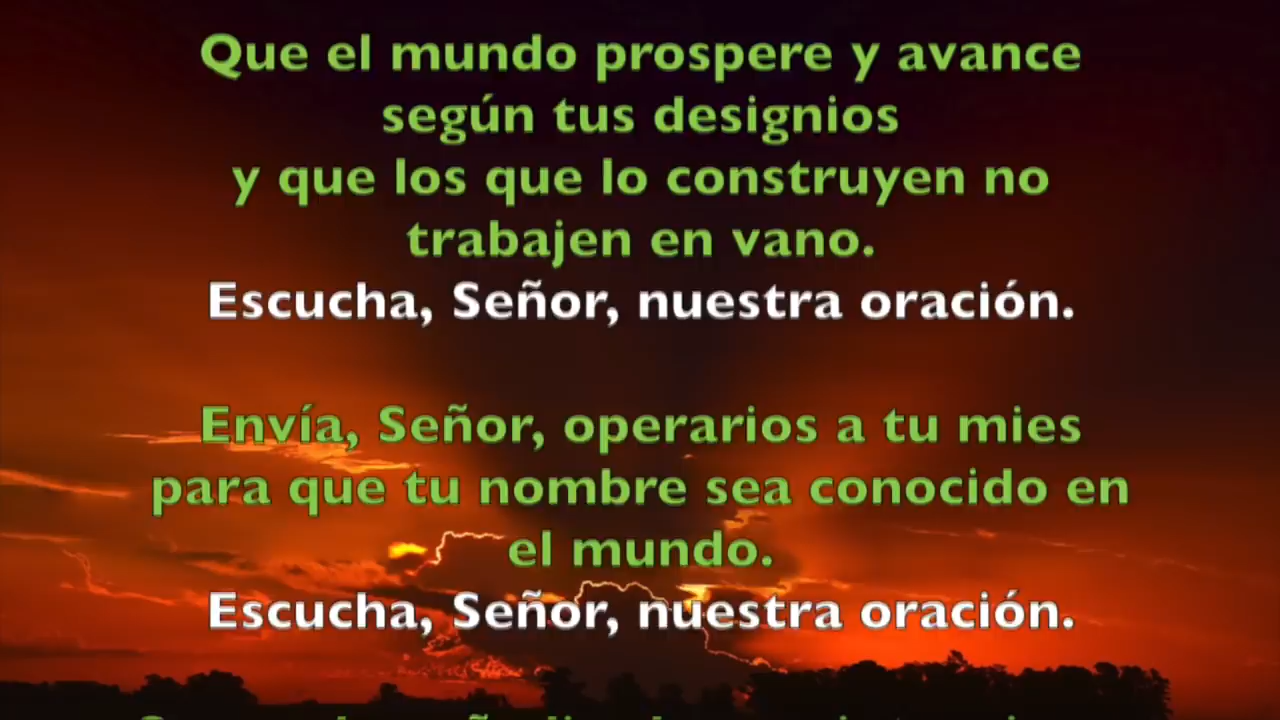 Que el mundo prospere y avance
según tus designios
y que los que lo construyen no
trabajen en vano.
Escucha, Señor, nuestra oración.
Envía, Señor, operarios a tu mies
para que tu nombre sea conocido en
el mundo.
Escucha, Señor, nuestra oración.